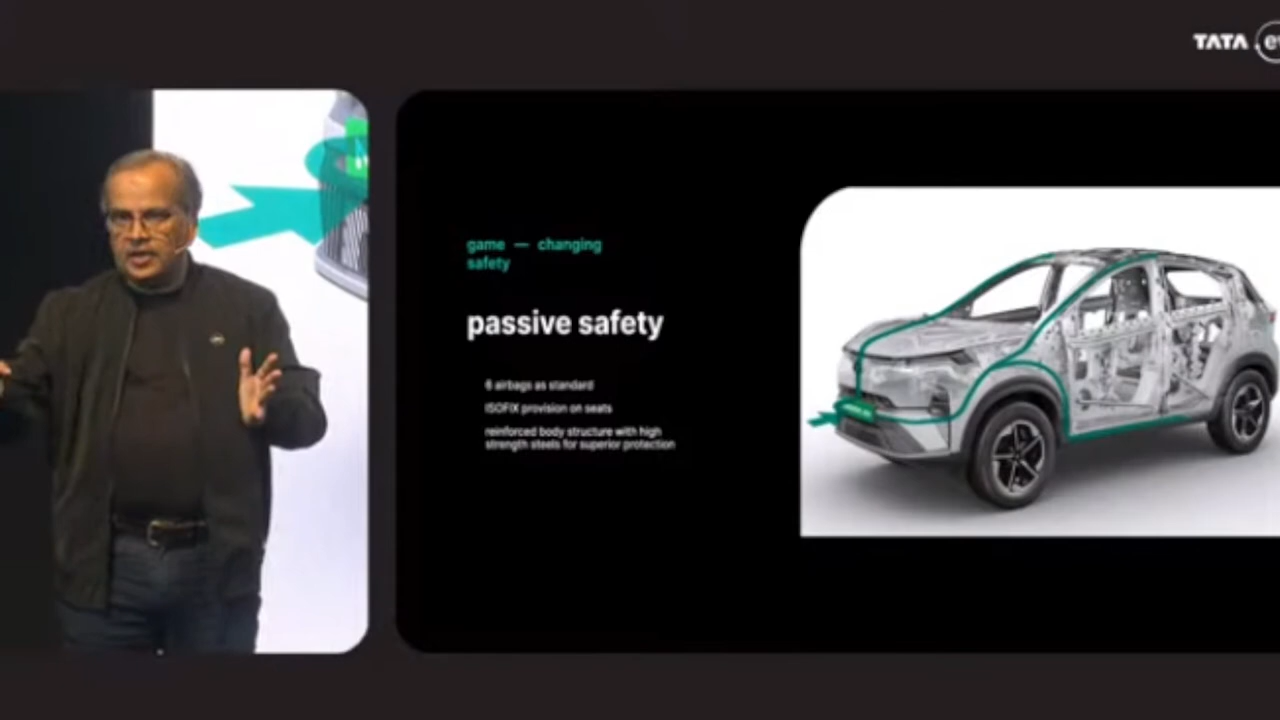 TATA .ev
game — changing
safety
passive safety
6 airbags as standard
ISOFIX provision on seats
reinforced body structure with high
strength steels for superior protection